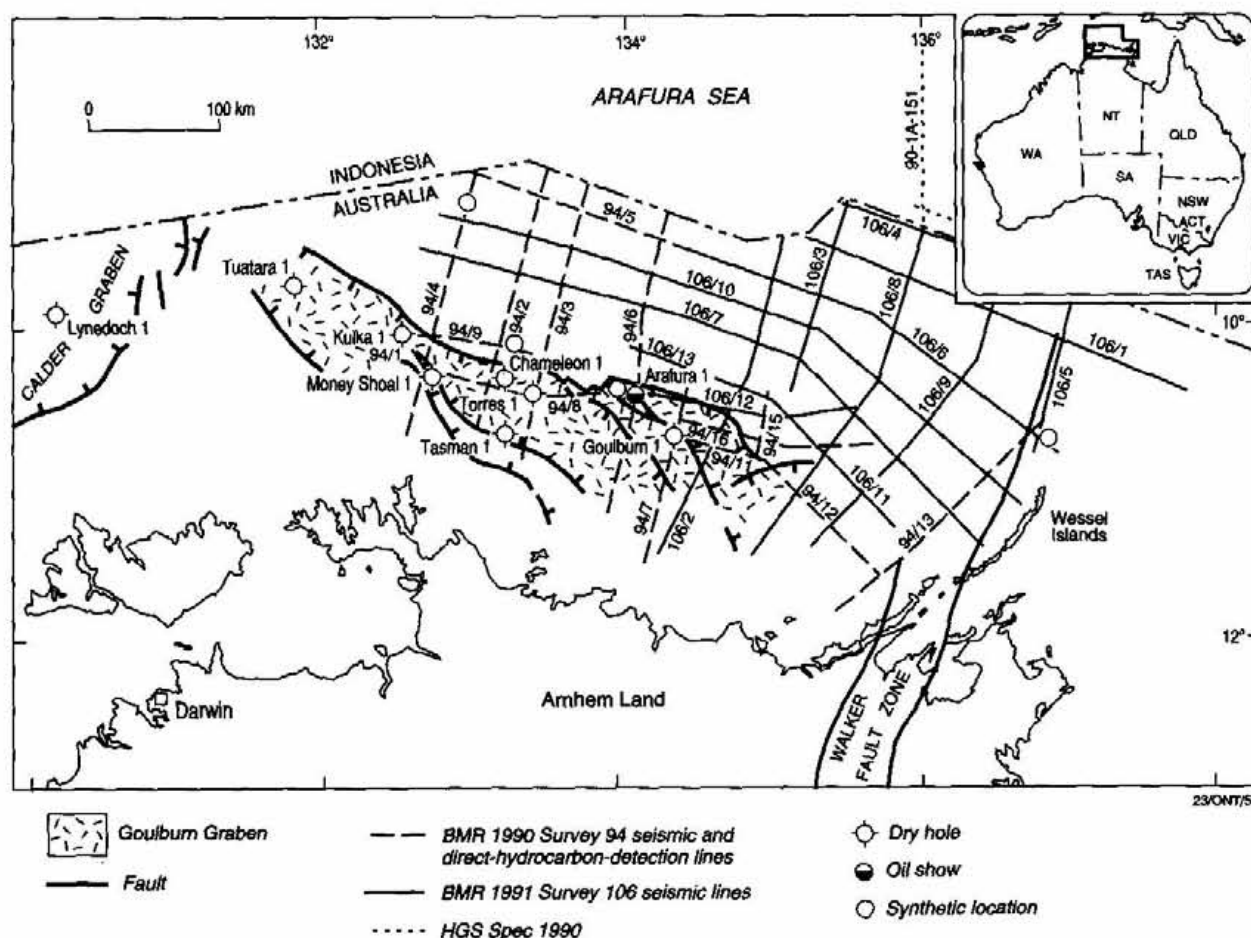 132°
134°
136°
0
100 km
ARAFURA SEA
90-1A-151
INDONESIA
AUSTRALIA
WA
NT
QLD
SA
NSW
ACT
VIC
TAS
CALDER GRABEN
Lynedoch 1
Tuatara 1
Kulka 1
94/1
Money Shoal 1
94/4
94/9
94/2
94/3
94/5
Chameleon 1
Torres 1
Tasman 1
94/8
94/6
Arafura 1
Goulburn 1
94/7
106/2
106/10
106/7
106/13
106/12
94/15
94/16
94/11
94/12
106/3
106/8
106/4
106/6
106/9
106/1
106/5
106/11
94/13
10°
Wessel
Islands
12°
Darwin
Arnhem Land
WALKER
FAULT ZONE
23/ONT/5
Goulburn Graben
Fault
BMR 1990 Survey 94 seismic and
direct-hydrocarbon-detection lines
BMR 1991 Survey 106 seismic lines
HGS Spec 1990
Dry hole
Oil show
Synthetic location